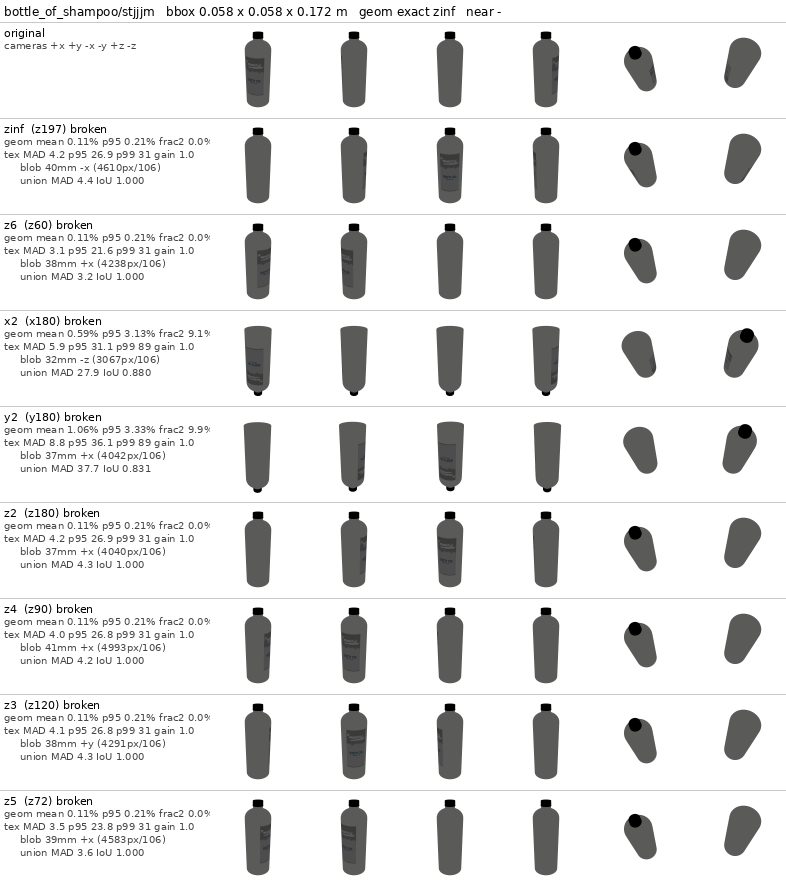 bottle_of_shampoo/stjjjm   bbox 0.058 x 0.058 x 0.172 m   geom exact zinf   near -
original
cameras +x +y -x -y +z -z
zinf  (z197) broken
geom mean 0.11% p95 0.21% frac2 0.0%
tex MAD 4.2 p95 26.9 p99 31 gain 1.0
blob 40mm -x (4610px/106)
union MAD 4.4 IoU 1.000
z6  (z60) broken
geom mean 0.11% p95 0.21% frac2 0.0%
tex MAD 3.1 p95 21.6 p99 31 gain 1.0
blob 38mm +x (4238px/106)
union MAD 3.2 IoU 1.000
x2  (x180) broken
geom mean 0.59% p95 3.13% frac2 9.1%
tex MAD 5.9 p95 31.1 p99 89 gain 1.0
blob 32mm -z (3067px/106)
union MAD 27.9 IoU 0.880
y2  (y180) broken
geom mean 1.06% p95 3.33% frac2 9.9%
tex MAD 8.8 p95 36.1 p99 89 gain 1.0
blob 37mm +x (4042px/106)
union MAD 37.7 IoU 0.831
z2  (z180) broken
geom mean 0.11% p95 0.21% frac2 0.0%
tex MAD 4.2 p95 26.9 p99 31 gain 1.0
blob 37mm +x (4040px/106)
union MAD 4.3 IoU 1.000
z4  (z90) broken
geom mean 0.11% p95 0.21% frac2 0.0%
tex MAD 4.0 p95 26.8 p99 31 gain 1.0
blob 41mm +x (4993px/106)
union MAD 4.2 IoU 1.000
z3  (z120) broken
geom mean 0.11% p95 0.21% frac2 0.0%
tex MAD 4.1 p95 26.8 p99 31 gain 1.0
blob 38mm +y (4291px/106)
union MAD 4.3 IoU 1.000
z5  (z72) broken
geom mean 0.11% p95 0.21% frac2 0.0%
tex MAD 3.5 p95 23.8 p99 31 gain 1.0
blob 39mm +x (4583px/106)
union MAD 3.6 IoU 1.000